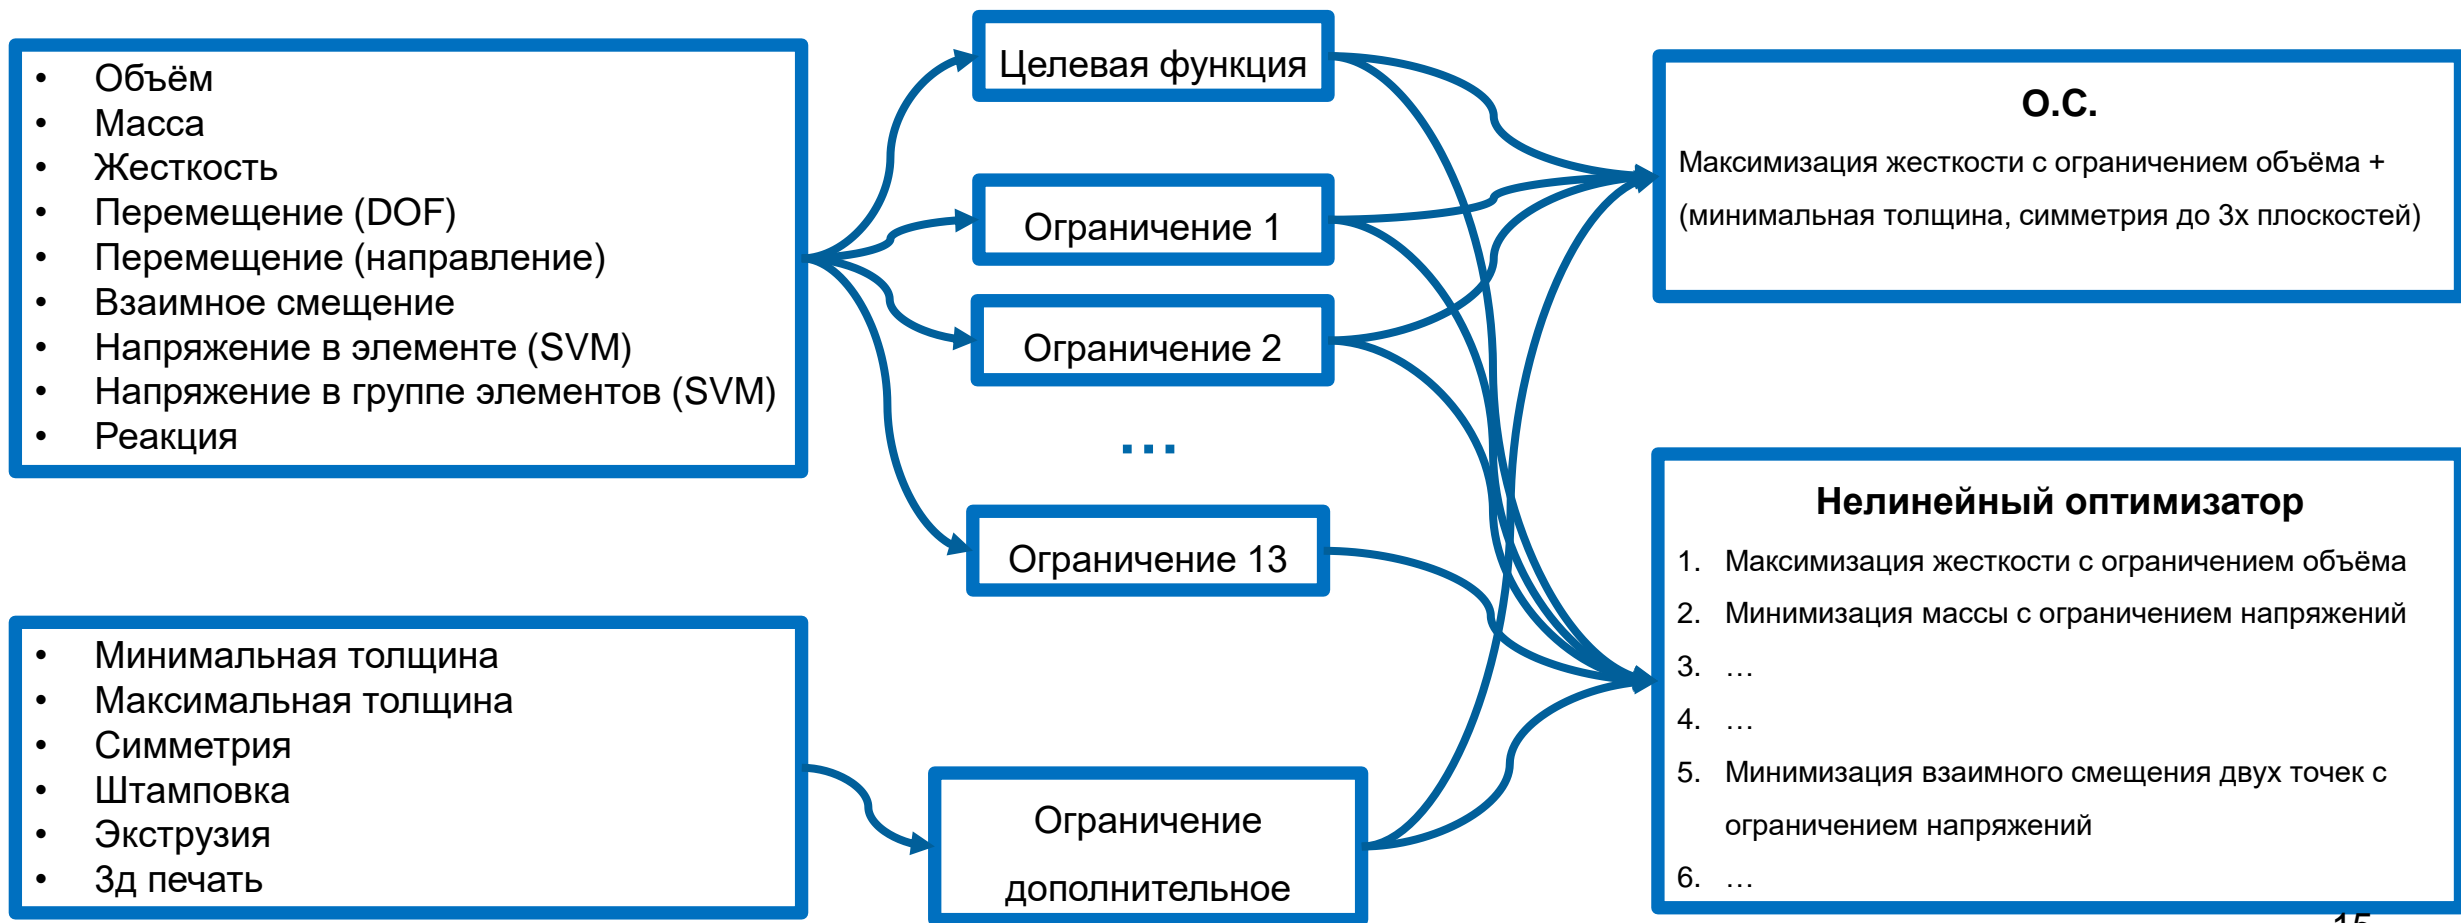 • Объём
• Масса
• Жесткость
• Перемещение (DOF)
• Перемещение (направление)
• Взаимное смещение
• Напряжение в элементе (SVM)
• Напряжение в группе элементов (SVM)
• Реакция
• Минимальная толщина
• Максимальная толщина
• Симметрия
• Штамповка
• Экструзия
• 3д печать
Целевая функция
Ограничение 1
Ограничение 2
...
Ограничение 13
Ограничение
дополнительное
О.С.
Максимизация жесткости с ограничением объёма +
(минимальная толщина, симметрия до 3х плоскостей)
Нелинейный оптимизатор
1. Максимизация жесткости с ограничением объёма
2. Минимизация массы с ограничением напряжений
3. …
4. …
5. Минимизация взаимного смещения двух точек с
ограничением напряжений
6. …
15